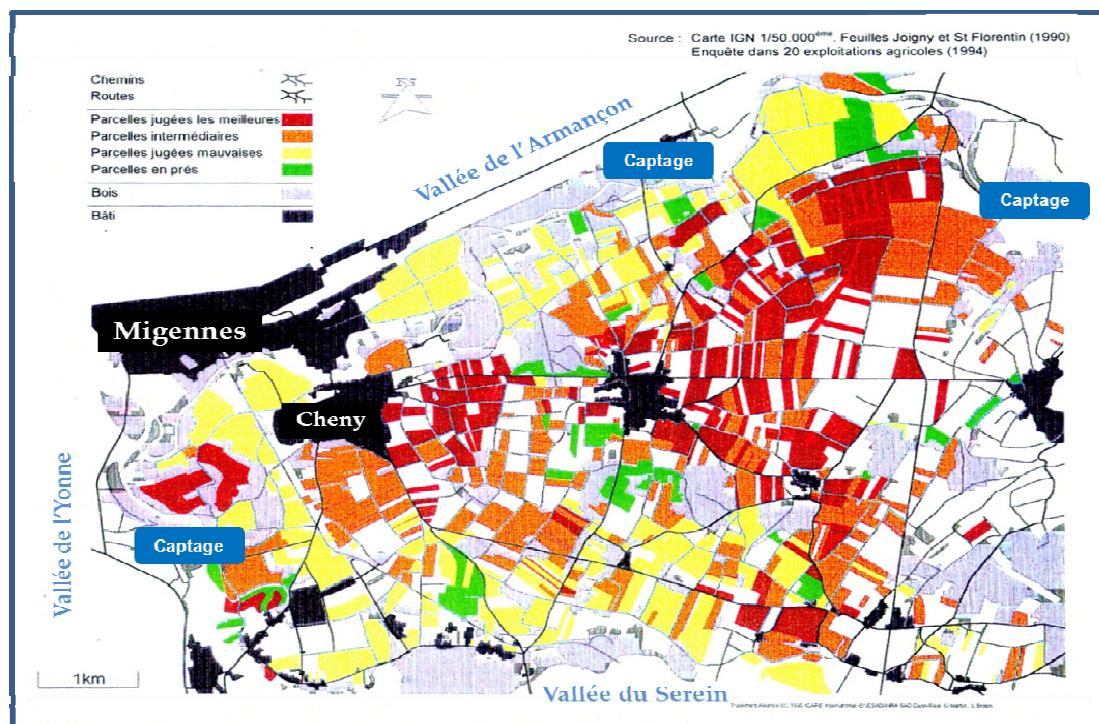 Source : Carte IGN 1/50.000ème. Feuilles Joigny et St Florentin (1990)
Enquête dans 20 exploitations agricoles (1994)
Chemins
Routes
Parcelles jugées les meilleures
Parcelles intermédiaires
Parcelles jugées mauvaises
Parcelles en prés
Bois
Bâti
Vallée de l'Armançon
Captage
Captage
Migennes
Cheny
Vallée de l'Yonne
Captage
1km
Vallée du Serein